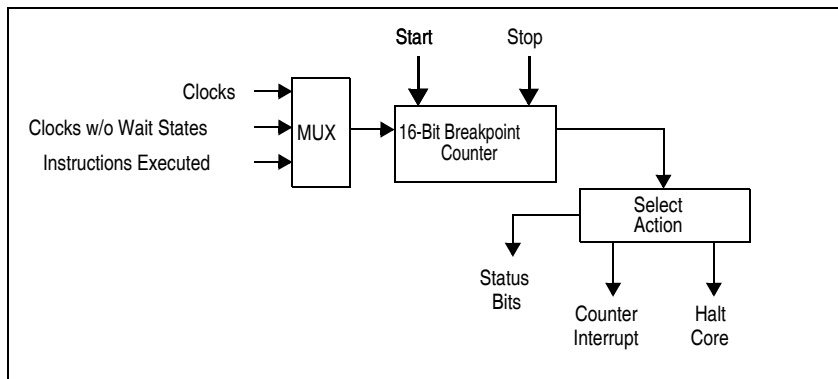 Start
Stop
Clocks
Clocks w/o Wait States
Instructions Executed
MUX
16-Bit Breakpoint
Counter
Select
Action
Status
Bits
Counter
Interrupt
Halt
Core